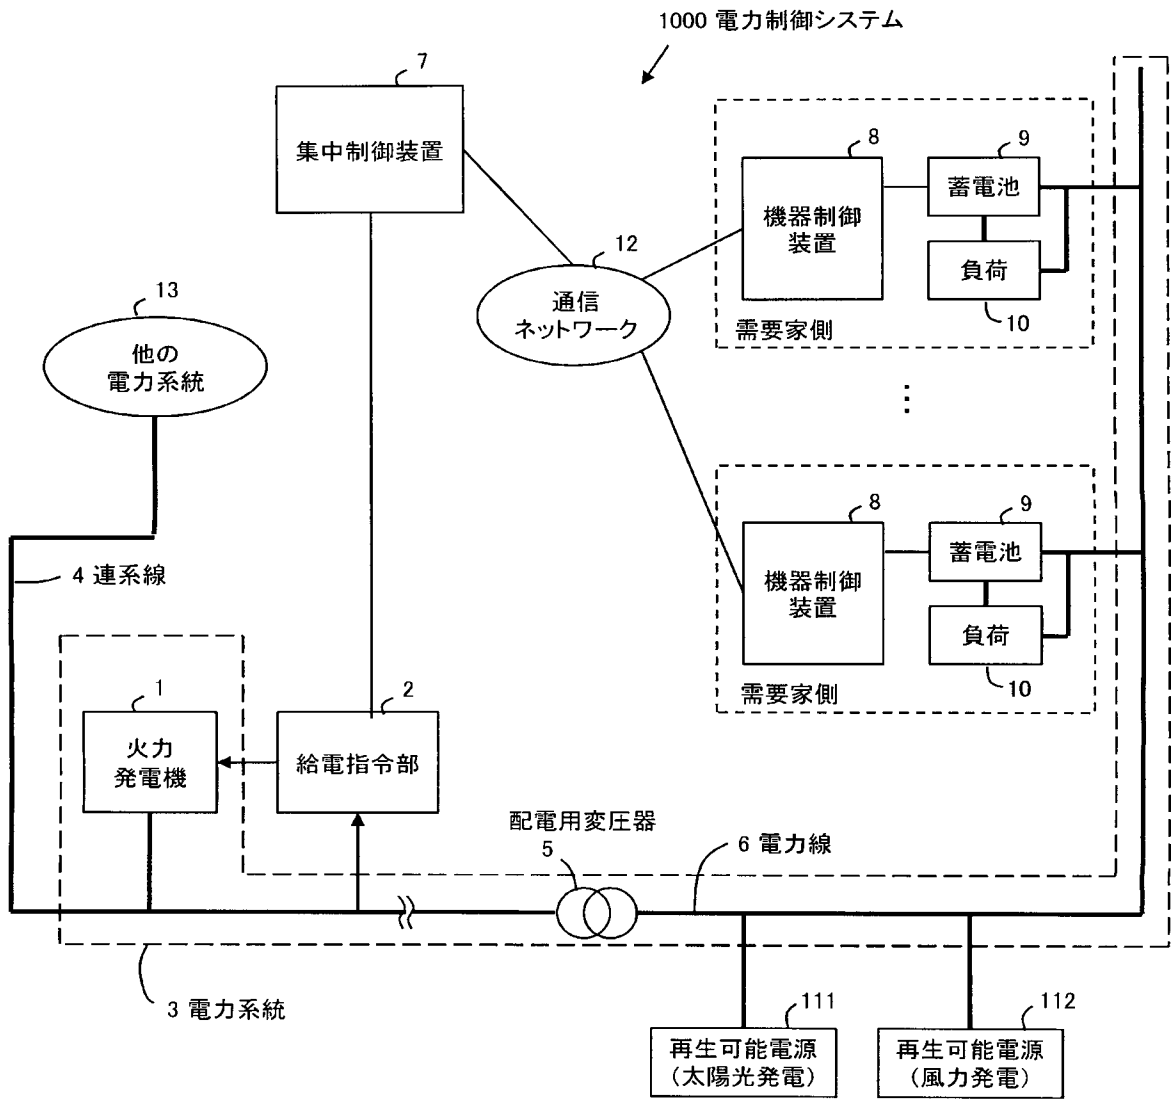 1000 電力制御システム
7
集中制御装置
8
9
機器制御
装置
蓄電池
負荷
10
需要家側
12
通信
ネットワーク
13
他の
電力系統
⋮
8
9
機器制御
装置
蓄電池
負荷
10
需要家側
4 連系線
1
火力
発電機
2
給電指令部
配電用変圧器
5
6 電力線
3 電力系統
111
再生可能電源
(太陽光発電)
112
再生可能電源
(風力発電)